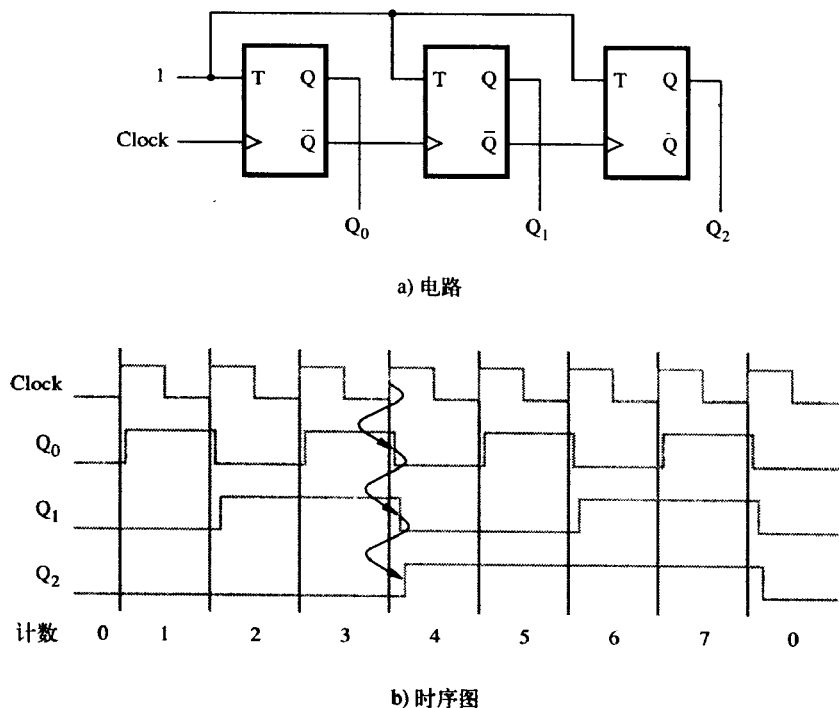 1 T Q T Q T Q
Clock Q̄ Q̄ Q̄
Q₀ Q₁ Q₂
a) 电路
Clock
Q₀
Q₁
Q₂
计数 0 1 2 3 4 5 6 7 0
b) 时序图